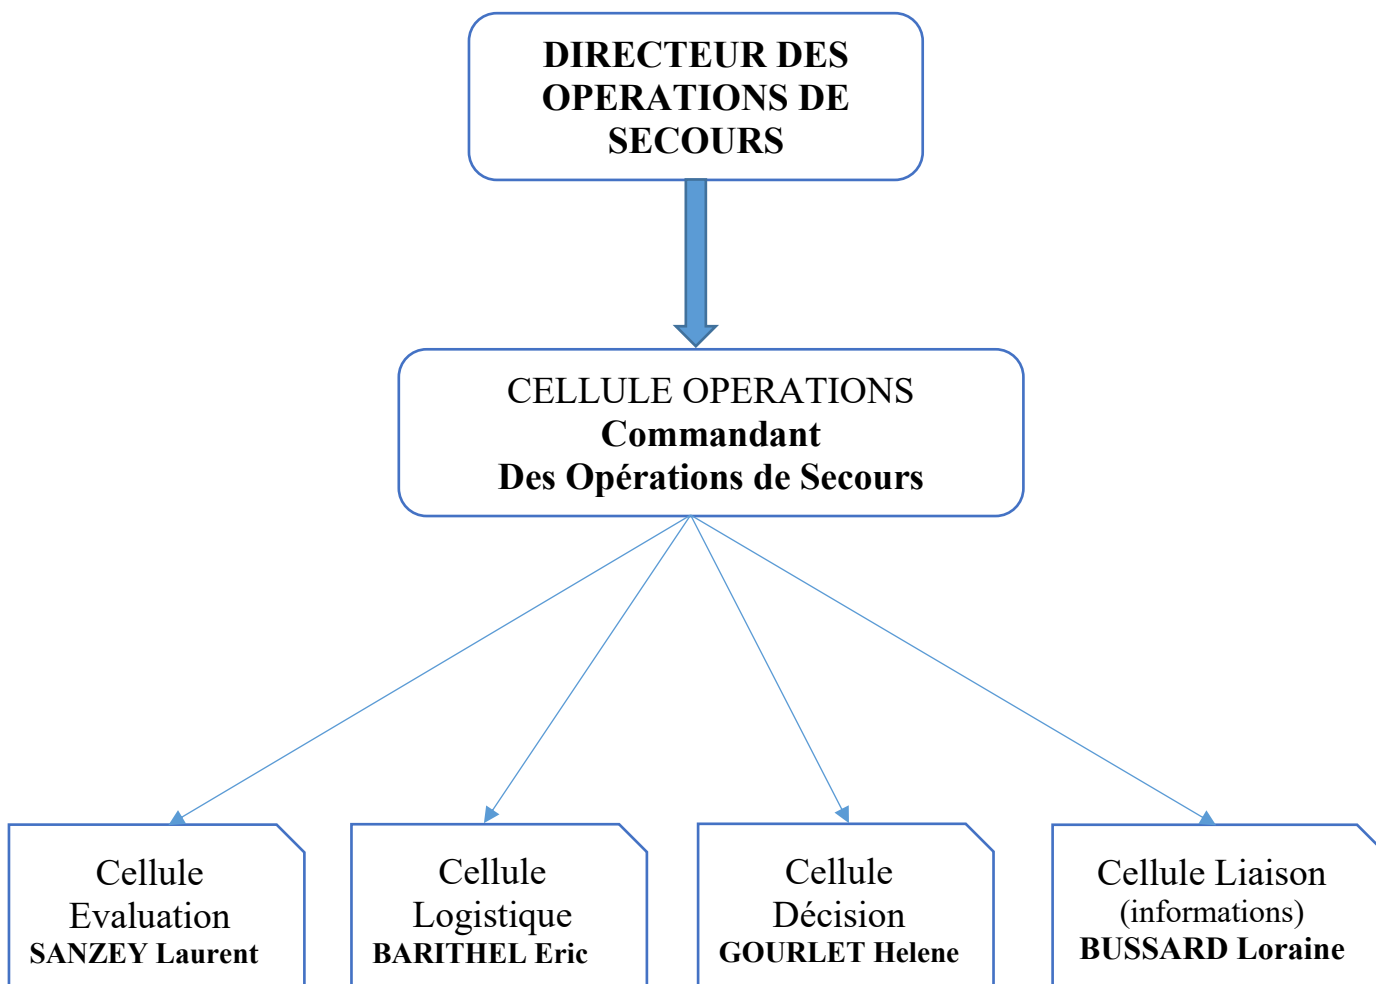 DIRECTEUR DES
OPERATIONS DE
SECOURS
CELLULE OPERATIONS
Commandant
Des Opérations de Secours
Cellule
Evaluation
SANZEY Laurent
Cellule
Logistique
BARITHEL Eric
Cellule
Décision
GOURLET Helene
Cellule Liaison
(informations)
BUSSARD Loraine